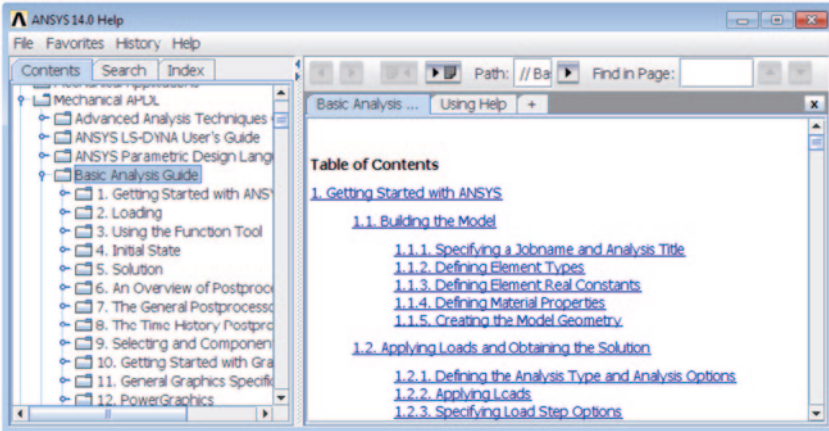 ANSYS 14.0 Help
File Favorites History Help
Contents Search Index
Mechanical APDL
Advanced Analysis Techniques
ANSYS LS-DYNA User's Guide
ANSYS Parametric Design Lang
Basic Analysis Guide
1. Getting Started with ANSY
2. Loading
3. Using the Function Tool
4. Initial State
5. Solution
6. An Overview of Postproce
7. The General Postprocesso
8. The Time History Postpro
9. Selecting and Componen
10. Getting Started with Gra
11. General Graphics Specifi
12. PowerGraphics
Path: // Ba Find in Page:
Basic Analysis ... Using Help +
Table of Contents
1. Getting Started with ANSYS
1.1. Building the Model
1.1.1. Specifying a Jobname and Analysis Title
1.1.2. Defining Element Types
1.1.3. Defining Element Real Constants
1.1.4. Defining Material Properties
1.1.5. Creating the Model Geometry
1.2. Applying Loads and Obtaining the Solution
1.2.1. Defining the Analysis Type and Analysis Options
1.2.2. Applying Loads
1.2.3. Specifying Load Step Options